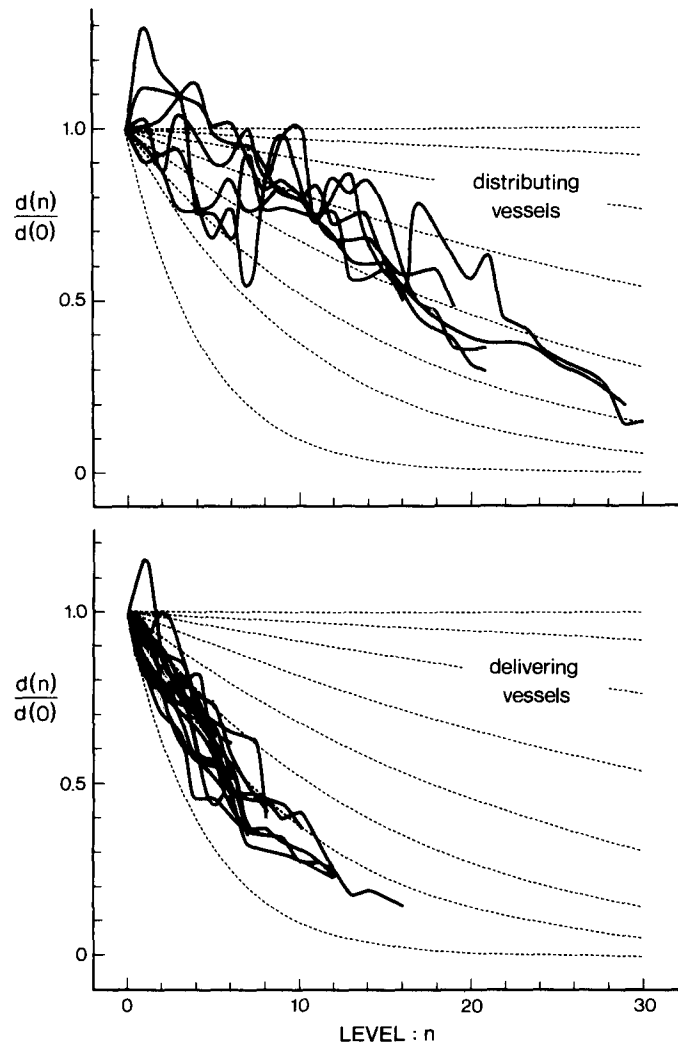 1.0
d(n)
d(0)
0.5
0
distributing
vessels
1.0
d(n)
d(0)
0.5
0
delivering
vessels
0
10
20
30
LEVEL : n